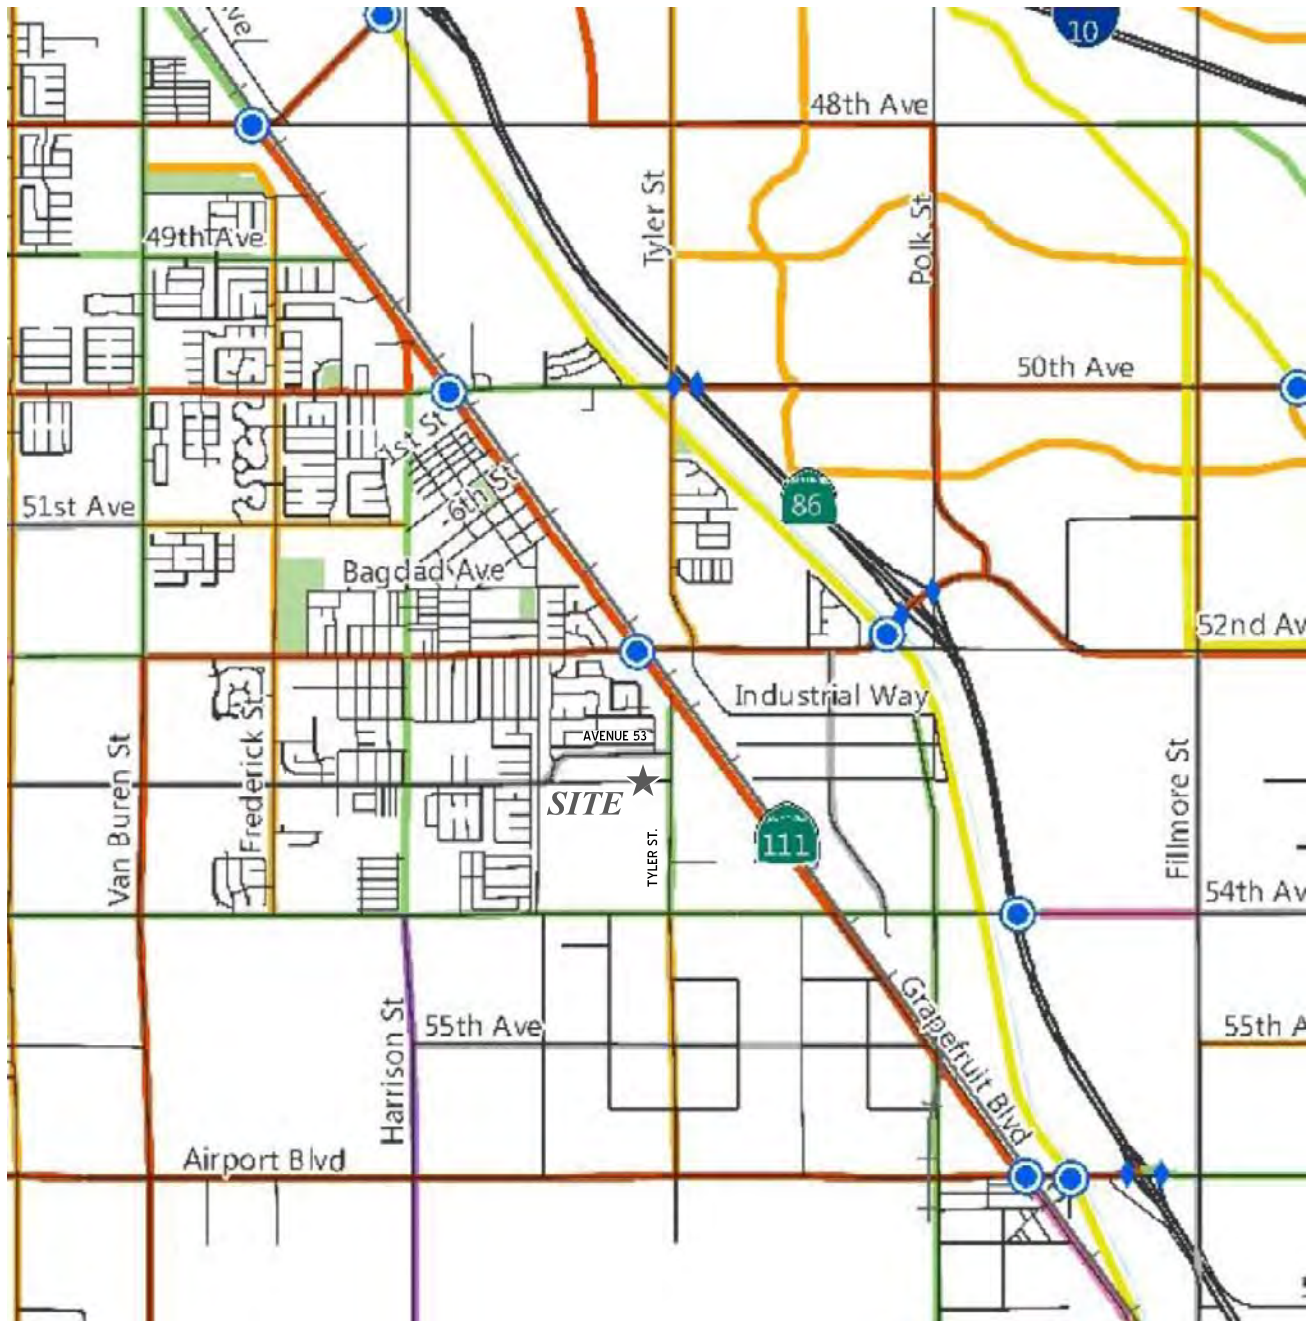 Ave
10
48th Ave
Tyler St
Polk St
49th Ave
50th Ave
1st St
6th St
86
51st Ave
Bagdad Ave
52nd Av
Industrial Way
Frederick St
AVENUE 53
Van Buren St
Fillmore St
SITE
TYLER ST.
111
54th Av
Grapefruit Blvd
Harrison St
55th Ave
55th A
Airport Blvd